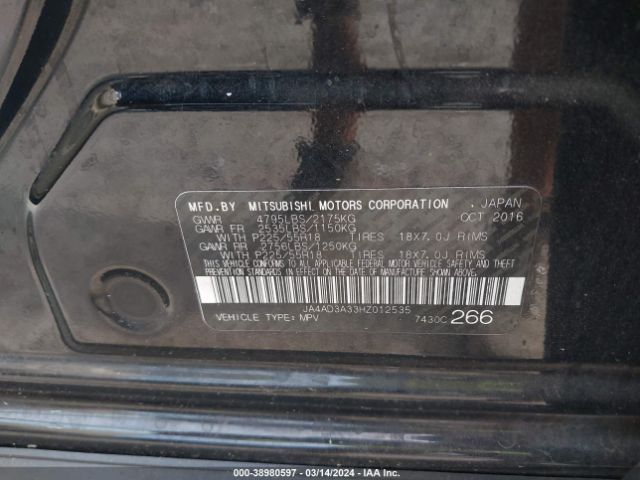 MFD.BY MITSUBISHI MOTORS CORPORATION . JAPAN
GVWR 4795LBS/2175KG OCT 2016
GAWR FR 2535LBS/1150KG
WITH P225/55R18 TIRES 18X7.0J RIMS
GAWR RR 2756LBS/1250KG
WITH P225/55R18 TIRES 18X7.0J RIMS
THIS VEHICLE CONFORMS TO ALL APPLICABLE FEDERAL MOTOR VEHICLE
SAFETY, BUMPER AND THEFT PREVENTION STANDARDS IN EFFECT ON THE
DATE OF MANUFACTURE SHOWN ABOVE.
JA4AD3A33HZ012535
VEHICLE TYPE: MPV 7430C 266
000-38980597 - 03/14/2024 - IAA Inc.